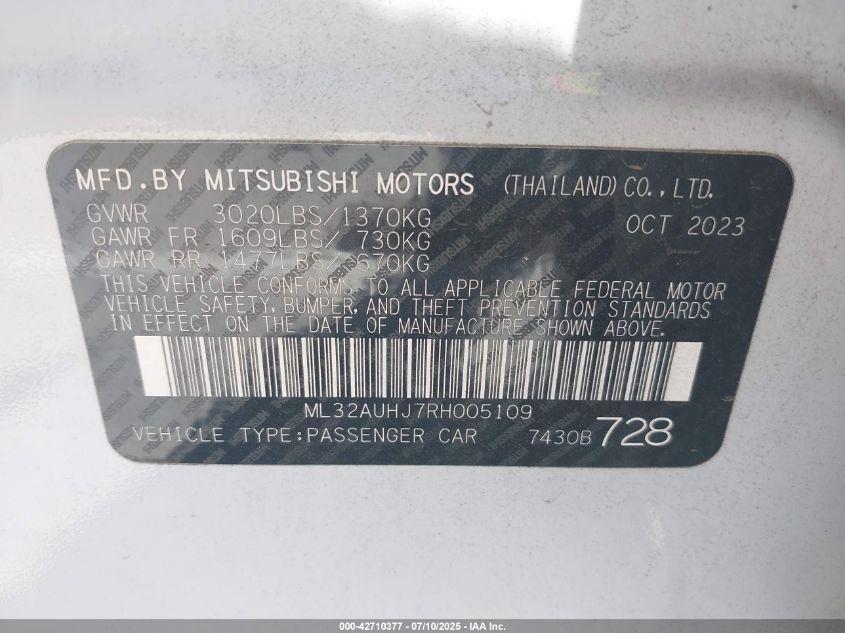 MFD.BY MITSUBISHI MOTORS (THAILAND) CO., LTD.
GVWR 3020LBS/1370KG OCT 2023
GAWR FR 1609LBS/ 730KG
GAWR RR 1477LBS/ 670KG
THIS VEHICLE CONFORMS TO ALL APPLICABLE FEDERAL MOTOR
VEHICLE SAFETY, BUMPER, AND THEFT PREVENTION STANDARDS
IN EFFECT ON THE DATE OF MANUFACTURE SHOWN ABOVE.
ML32AUHJ7RH005109
VEHICLE TYPE:PASSENGER CAR 7430B 728
000-42710377 - 07/10/2025 - IAA Inc.